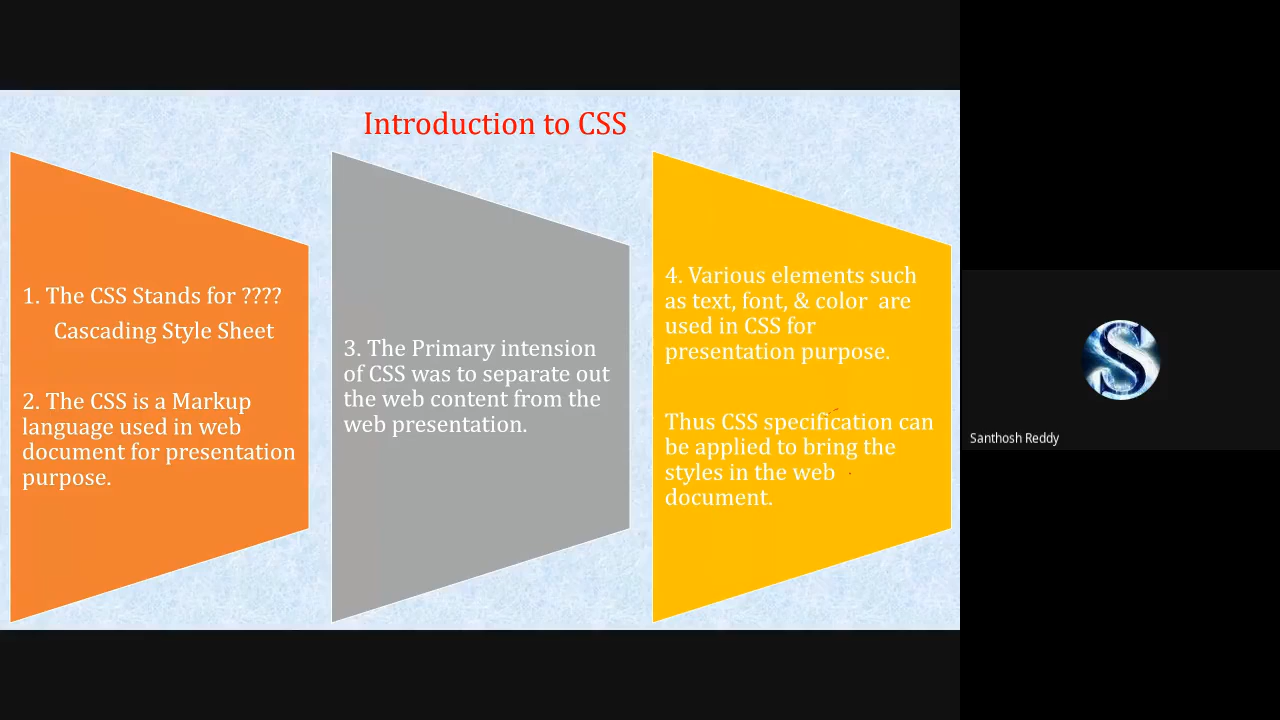 Introduction to CSS
1. The CSS Stands for ????
Cascading Style Sheet
2. The CSS is a Markup
language used in web
document for presentation
purpose.
3. The Primary intension
of CSS was to separate out
the web content from the
web presentation.
4. Various elements such
as text, font, & color  are
used in CSS for
presentation purpose.
Thus CSS specification can
be applied to bring the
styles in the web
document.
S
Santhosh Reddy